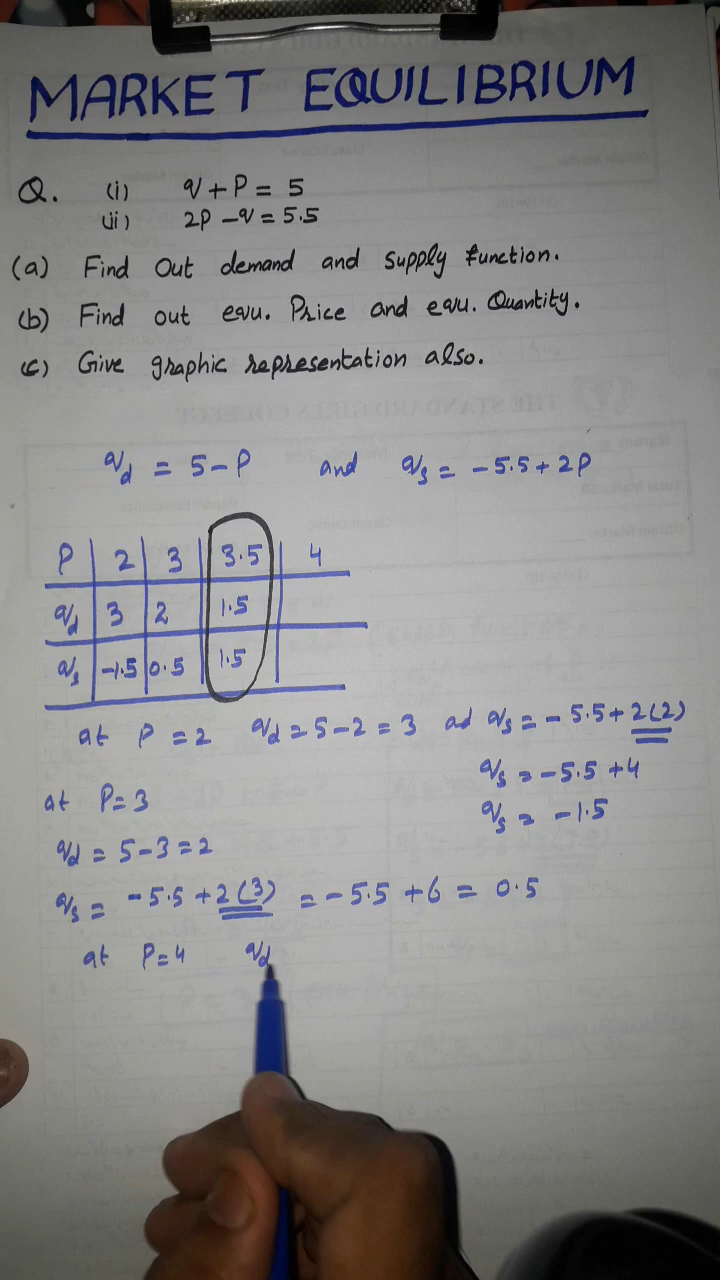 MARKET EQUILIBRIUM
Q. (i) q + P = 5
(ii) 2P - q = 5.5
(a) Find Out demand and supply function.
(b) Find out equ. Price and equ. Quantity.
(c) Give graphic representation also.
qd = 5 - P and qs = - 5.5 + 2P
P | 2 | 3 | 3.5 | 4
qd | 3 | 2 | 1.5 |
qs | -1.5 | 0.5 | 1.5 |
at P = 2 qd = 5 - 2 = 3 ad qs = - 5.5 + 2(2)
qs = - 5.5 + 4
at P = 3
qs = - 1.5
qd = 5 - 3 = 2
qs = - 5.5 + 2(3) = - 5.5 + 6 = 0.5
at P = 4 qd